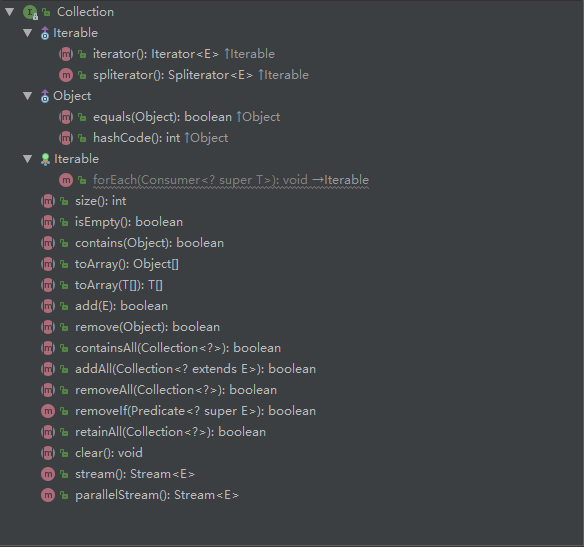 Collection
Iterable
iterator(): Iterator<E> ↑Iterable
spliterator(): Spliterator<E> ↑Iterable
Object
equals(Object): boolean ↑Object
hashCode(): int ↑Object
Iterable
forEach(Consumer<? super T>): void →Iterable
size(): int
isEmpty(): boolean
contains(Object): boolean
toArray(): Object[]
toArray(T[]): T[]
add(E): boolean
remove(Object): boolean
containsAll(Collection<?>): boolean
addAll(Collection<? extends E>): boolean
removeAll(Collection<?>): boolean
removeIf(Predicate<? super E>): boolean
retainAll(Collection<?>): boolean
clear(): void
stream(): Stream<E>
parallelStream(): Stream<E>